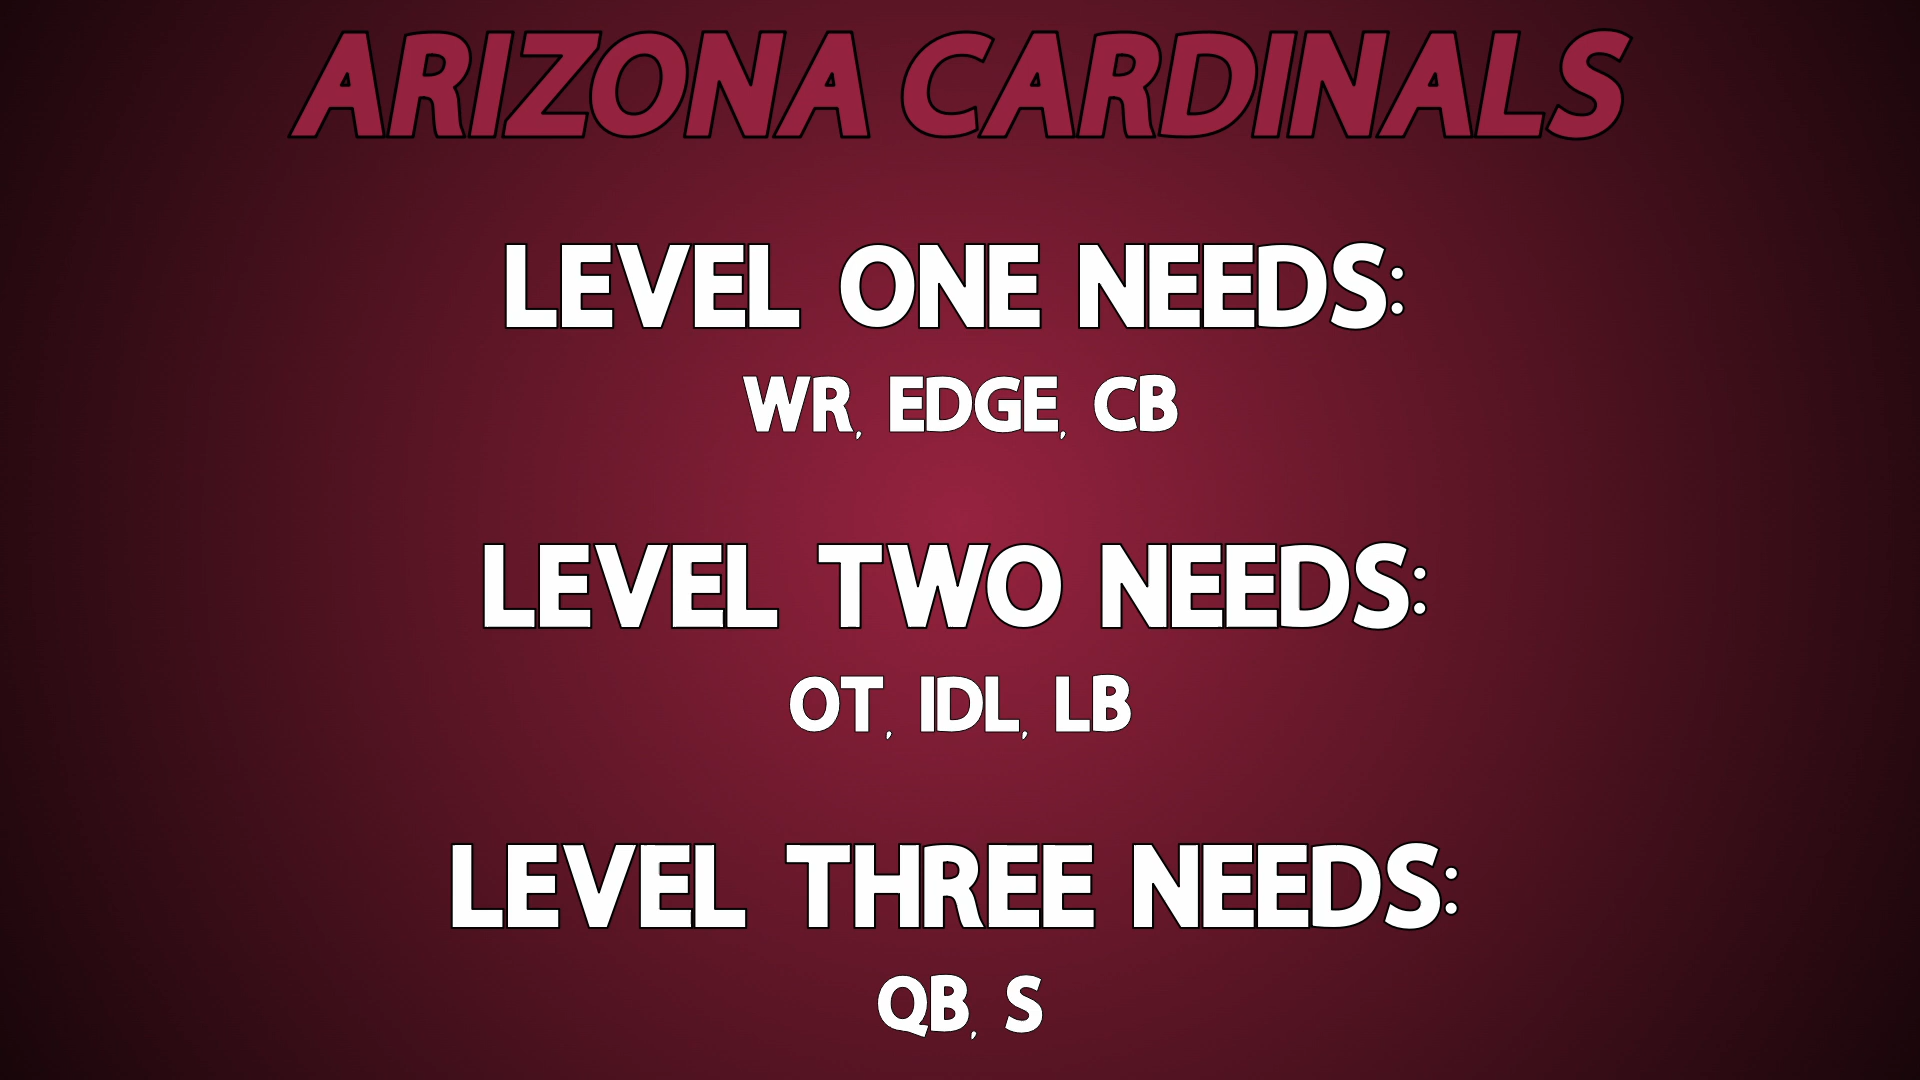 ARIZONA CARDINALS
LEVEL ONE NEEDS:
WR, EDGE, CB
LEVEL TWO NEEDS:
OT, IDL, LB
LEVEL THREE NEEDS:
QB, S